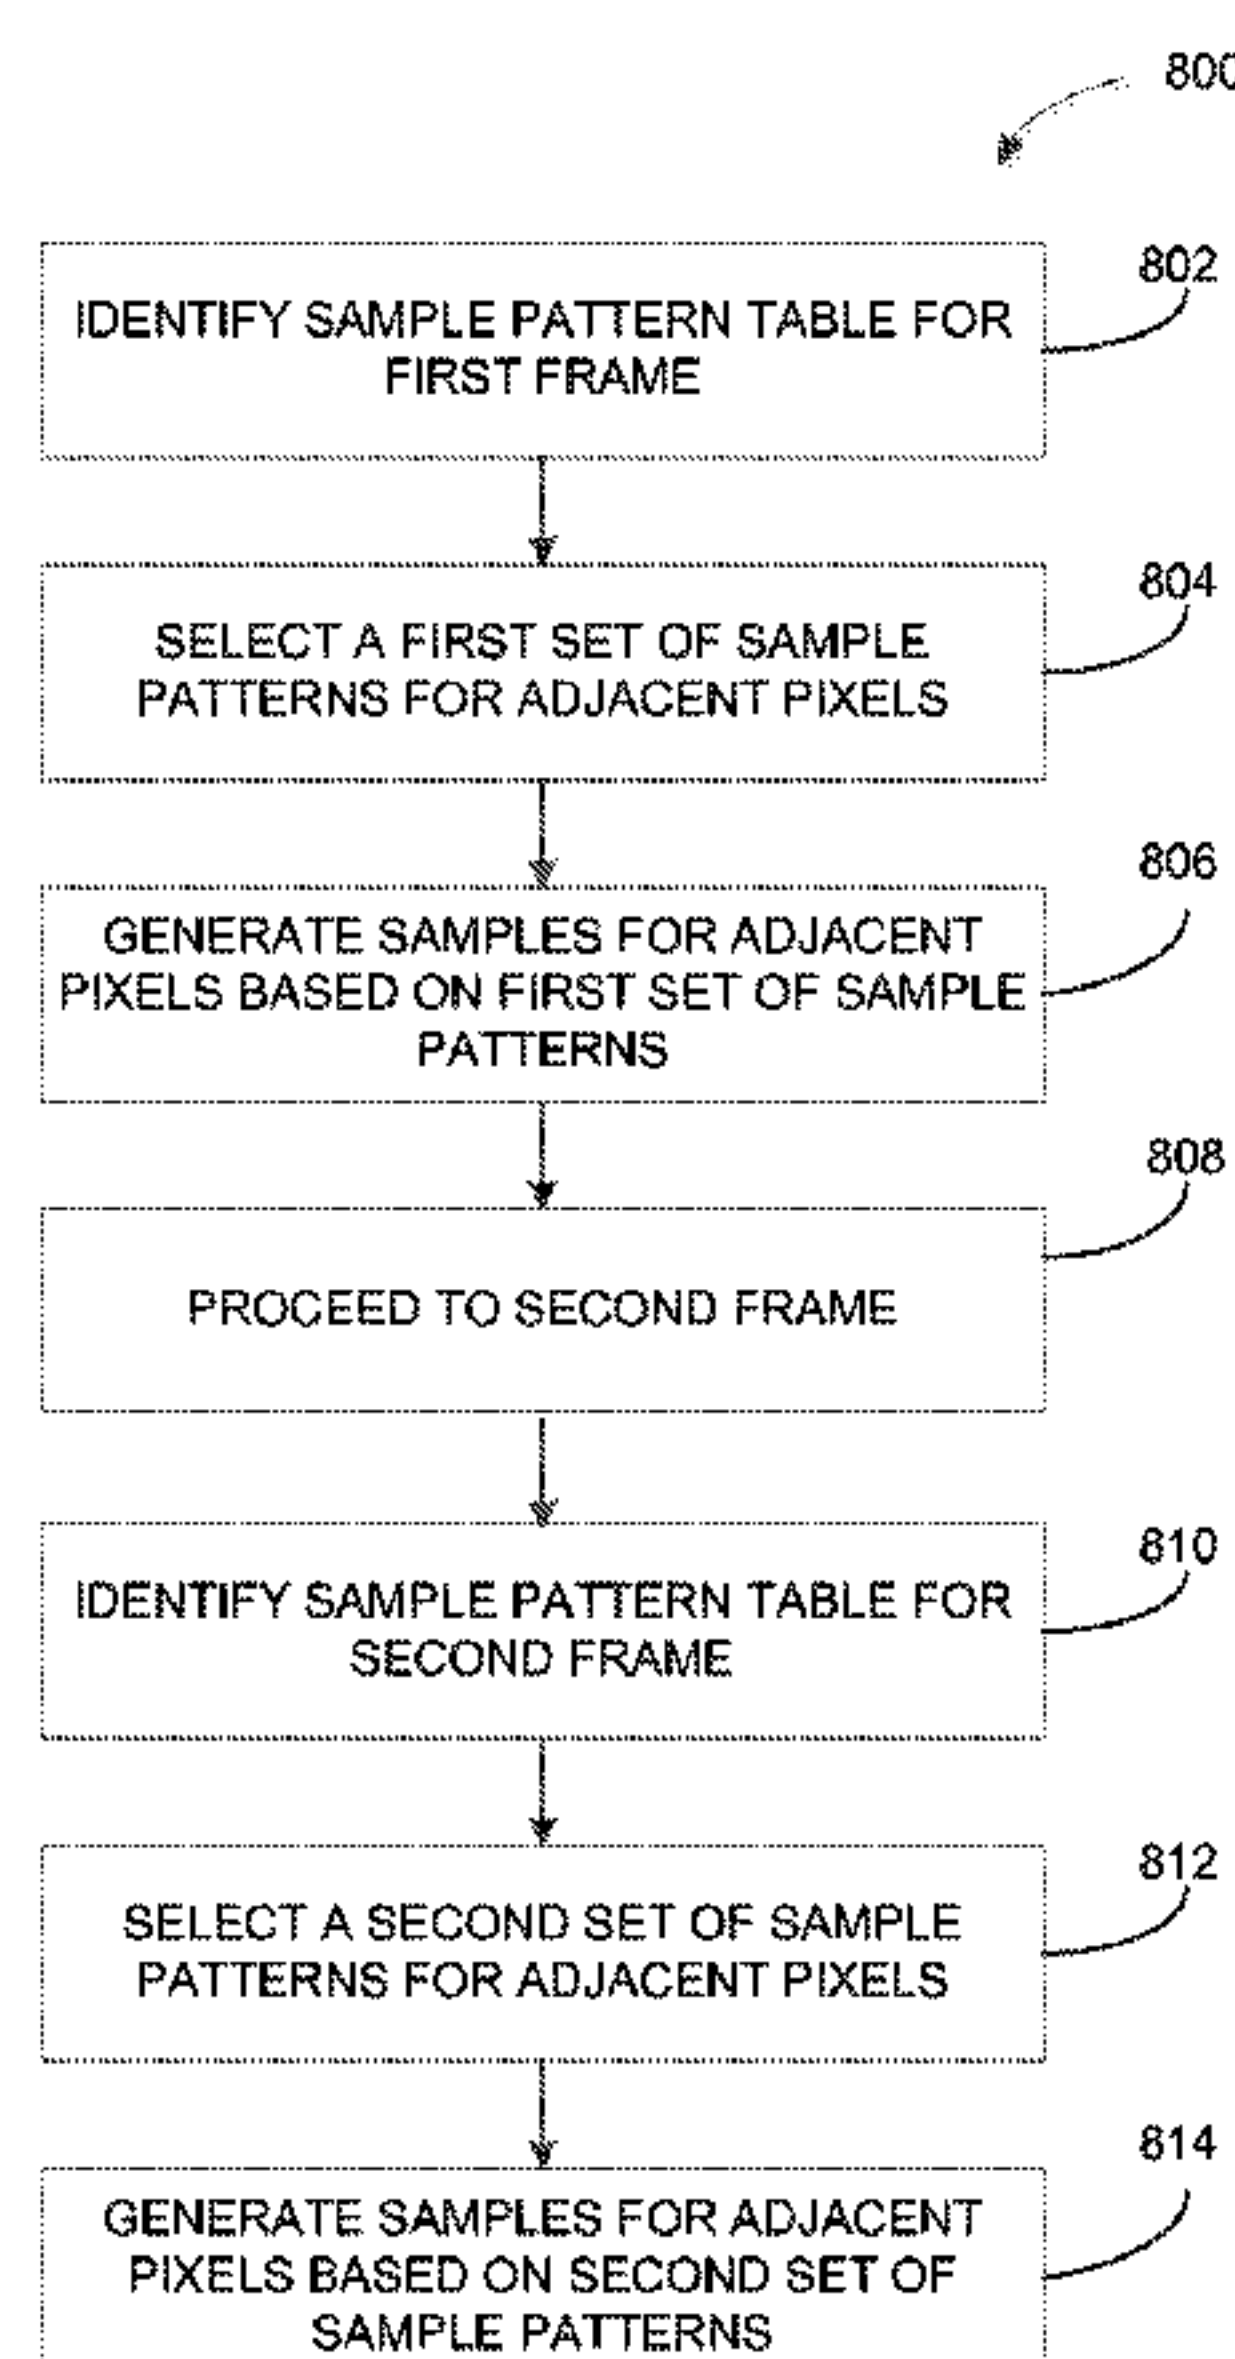 800
802
IDENTIFY SAMPLE PATTERN TABLE FOR
FIRST FRAME
804
SELECT A FIRST SET OF SAMPLE
PATTERNS FOR ADJACENT PIXELS
806
GENERATE SAMPLES FOR ADJACENT
PIXELS BASED ON FIRST SET OF SAMPLE
PATTERNS
808
PROCEED TO SECOND FRAME
810
IDENTIFY SAMPLE PATTERN TABLE FOR
SECOND FRAME
812
SELECT A SECOND SET OF SAMPLE
PATTERNS FOR ADJACENT PIXELS
814
GENERATE SAMPLES FOR ADJACENT
PIXELS BASED ON SECOND SET OF
SAMPLE PATTERNS